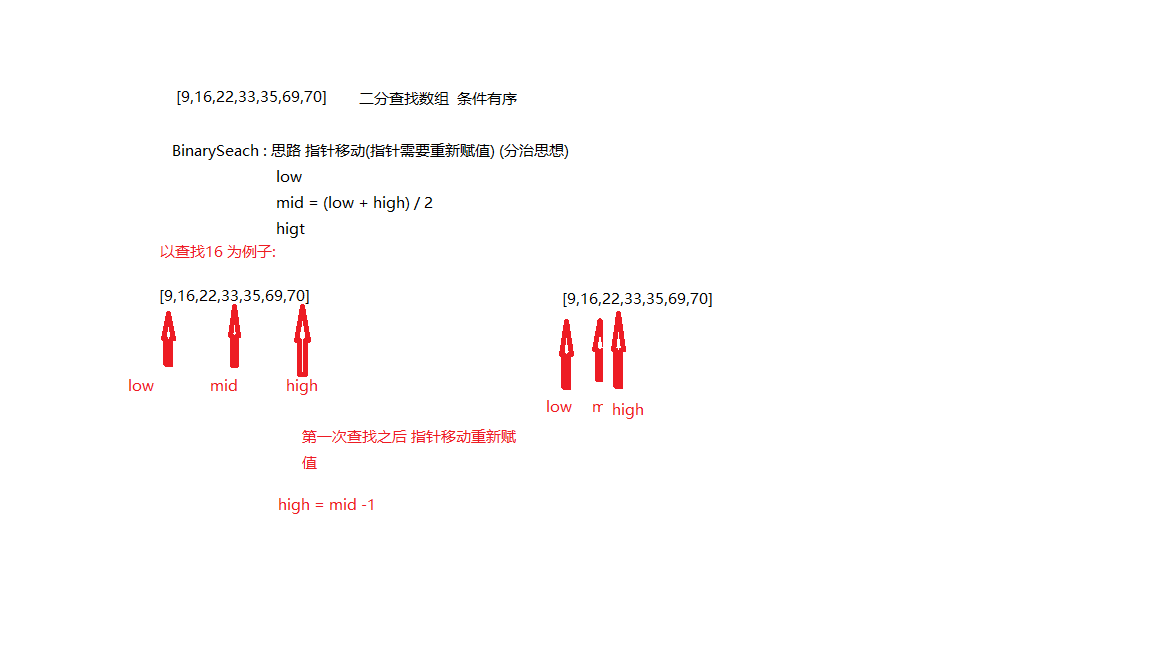 [9,16,22,33,35,69,70] 二分查找数组 条件有序
BinarySeach : 思路 指针移动(指针需要重新赋值) (分治思想)
low
mid = (low + high) / 2
higt
以查找16 为例子:
[9,16,22,33,35,69,70]
low mid high
[9,16,22,33,35,69,70]
low m high
第一次查找之后 指针移动重新赋
值
high = mid -1